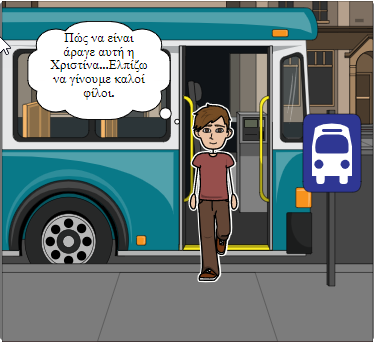 Πώς να είναι
άραγε αυτή η
Χριστίνα...Ελπίζω
να γίνουμε καλοί
φίλοι.